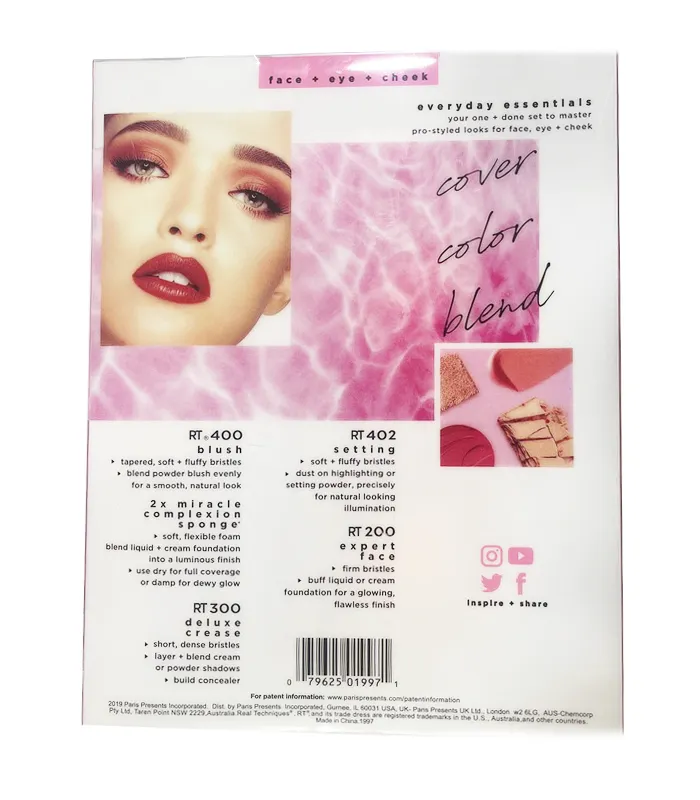 face + eye + cheek
everyday essentials
your one + done set to master
pro-styled looks for face, eye + cheek
cover
color
blend
RT®400
blush
▸ tapered, soft + fluffy bristles
▸ blend powder blush evenly
for a smooth, natural look
2x miracle
complexion
sponge*
▸ soft, flexible foam
blend liquid + cream foundation
into a luminous finish
▸ use dry for full coverage
or damp for dewy glow
RT300
deluxe
crease
▸ short, dense bristles
▸ layer + blend cream
or powder shadows
▸ build concealer
RT402
setting
▸ soft + fluffy bristles
▸ dust on highlighting or
setting powder, precisely
for natural looking
illumination
RT200
expert
face
▸ firm bristles
▸ buff liquid or cream
foundation for a glowing,
flawless finish
inspire + share
0 79625 01997 1
For patent information: www.parispresents.com/patentinformation
2019 Paris Presents Incorporated. Dist. by Paris Presents Incorporated, Gurnee, IL 60031 USA, UK- Paris Presents UK Ltd., London w2 6LG, AUS-Chemcorp
Pty Ltd, Taren Point NSW 2229,Australia.Real Techniques®, RT®,and its trade dress are registered trademarks in the U.S., Australia,and other countries.
Made in China.1997